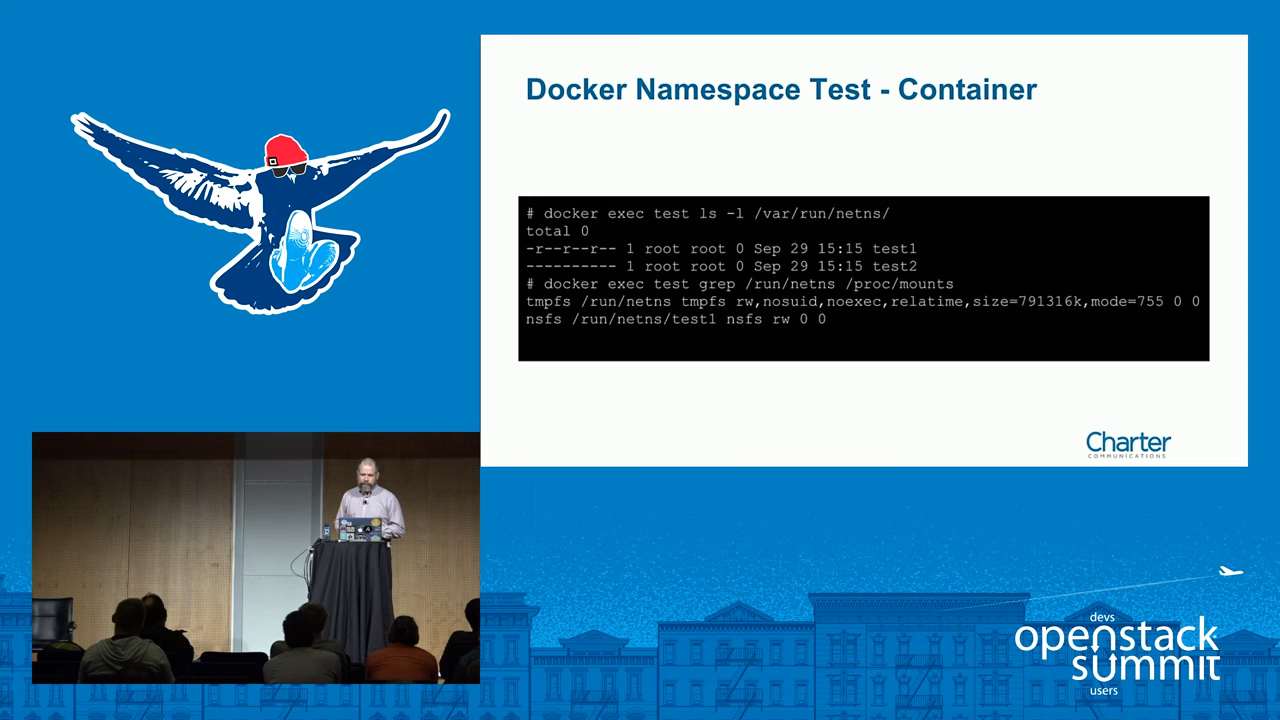 Docker Namespace Test - Container
# docker exec test ls -l /var/run/netns/
total 0
-r--r--r-- 1 root root 0 Sep 29 15:15 test1
---------- 1 root root 0 Sep 29 15:15 test2
# docker exec test grep /run/netns /proc/mounts
tmpfs /run/netns tmpfs rw,nosuid,noexec,relatime,size=791316k,mode=755 0 0
nsfs /run/netns/test1 nsfs rw 0 0
Charter
COMMUNICATIONS
devs
openstack
summit
users